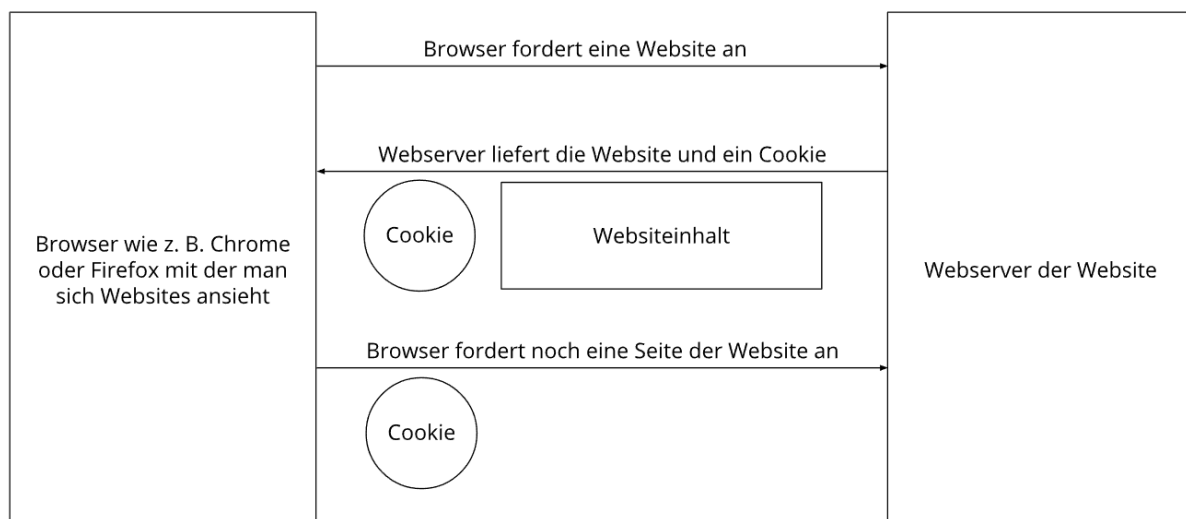 Browser fordert eine Website an
Webserver liefert die Website und ein Cookie
Cookie
Websiteinhalt
Browser wie z. B. Chrome
oder Firefox mit der man
sich Websites ansieht
Webserver der Website
Browser fordert noch eine Seite der Website an
Cookie